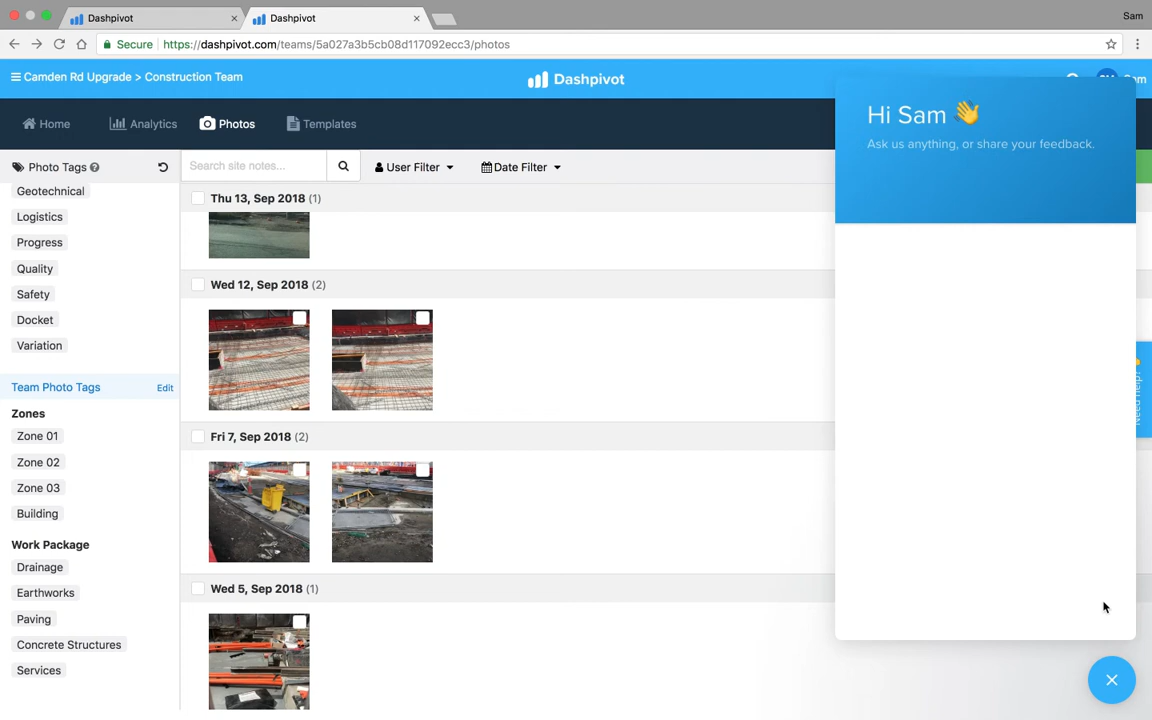 Dashpivot
Dashpivot
Sam
Secure
https://dashpivot.com/teams/5a027a3b5cb08d117092ecc3/photos
Camden Rd Upgrade > Construction Team
Dashpivot
Sam
Home
Analytics
Photos
Templates
Hi Sam 👋
Ask us anything, or share your feedback.
Photo Tags
Search site notes...
User Filter
Date Filter
Geotechnical
Logistics
Progress
Quality
Safety
Docket
Variation
Team Photo Tags
Edit
Zones
Zone 01
Zone 02
Zone 03
Building
Work Package
Drainage
Earthworks
Paving
Concrete Structures
Services
Thu 13, Sep 2018 (1)
Wed 12, Sep 2018 (2)
Fri 7, Sep 2018 (2)
Wed 5, Sep 2018 (1)
Need help?